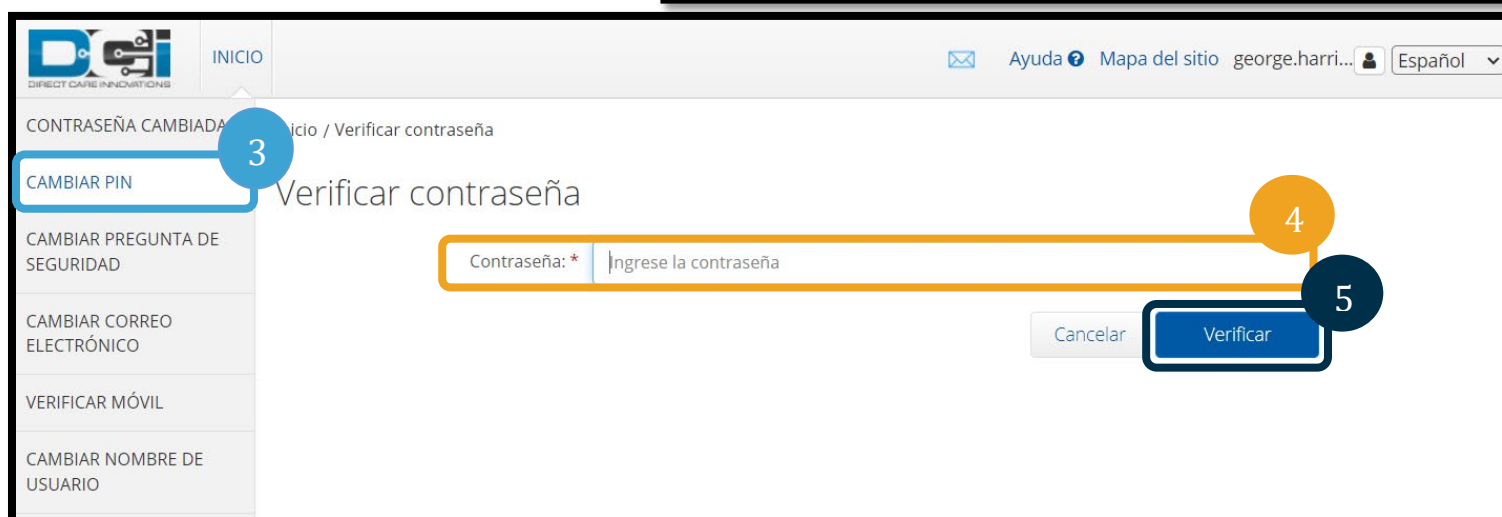 DCI
DIRECT CARE INNOVATIONS
INICIO
Ayuda ? Mapa del sitio george.harri... Español
CONTRASEÑA CAMBIADA
icio / Verificar contraseña
3
CAMBIAR PIN
Verificar contraseña
4
CAMBIAR PREGUNTA DE
SEGURIDAD
Contraseña: * Ingrese la contraseña
5
CAMBIAR CORREO
ELECTRÓNICO
Cancelar Verificar
VERIFICAR MÓVIL
CAMBIAR NOMBRE DE
USUARIO